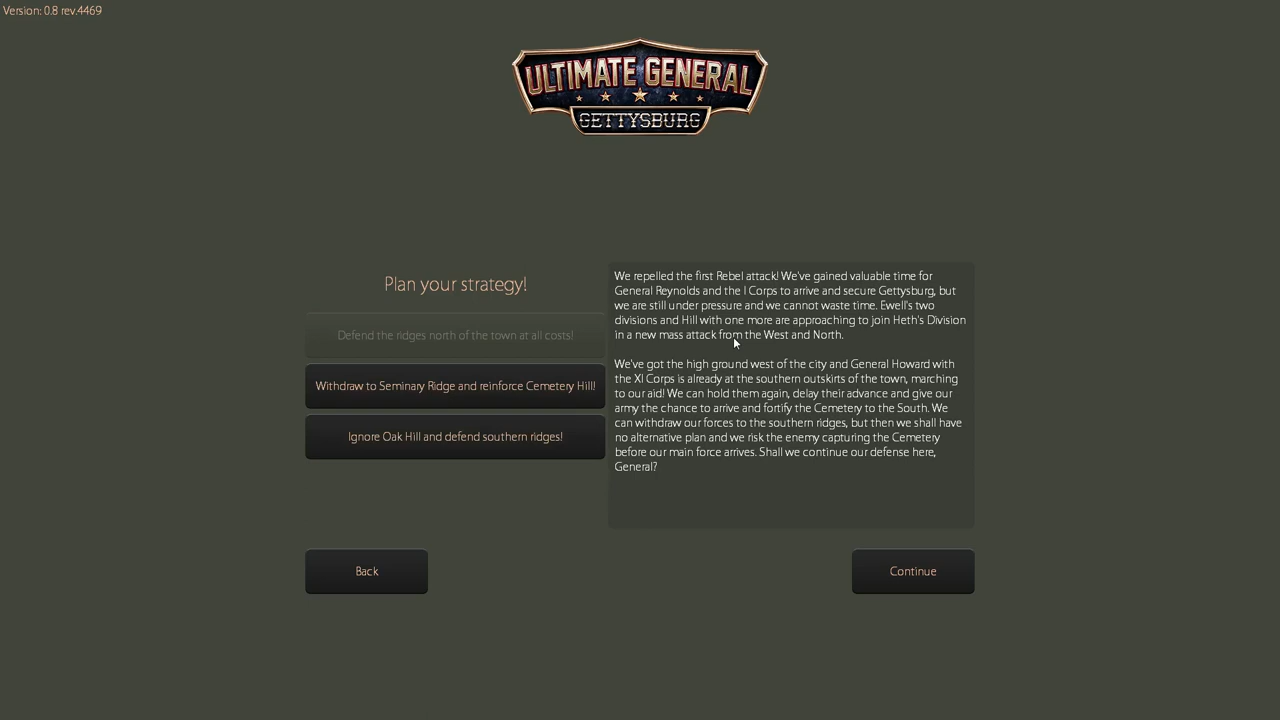 Version: 0.8 rev.4469
ULTIMATE GENERAL
GETTYSBURG
Plan your strategy!
Defend the ridges north of the town at all costs!
Withdraw to Seminary Ridge and reinforce Cemetery Hill!
Ignore Oak Hill and defend southern ridges!
We repelled the first Rebel attack! We've gained valuable time for
General Reynolds and the I Corps to arrive and secure Gettysburg, but
we are still under pressure and we cannot waste time. Ewell's two
divisions and Hill with one more are approaching to join Heth's Division
in a new mass attack from the West and North.
We've got the high ground west of the city and General Howard with
the XI Corps is already at the southern outskirts of the town, marching
to our aid! We can hold them again, delay their advance and give our
army the chance to arrive and fortify the Cemetery to the South. We
can withdraw our forces to the southern ridges, but then we shall have
no alternative plan and we risk the enemy capturing the Cemetery
before our main force arrives. Shall we continue our defense here,
General?
Back
Continue